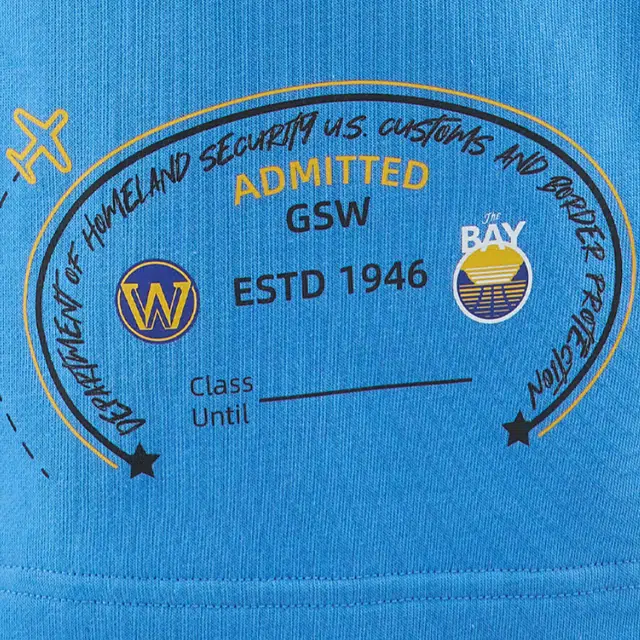 DEPARTMENT OF HOMELAND SECURITY U.S. CUSTOMS AND BORDER PROTECTION
ADMITTED
GSW
ESTD 1946
W
The
BAY
Class
Until